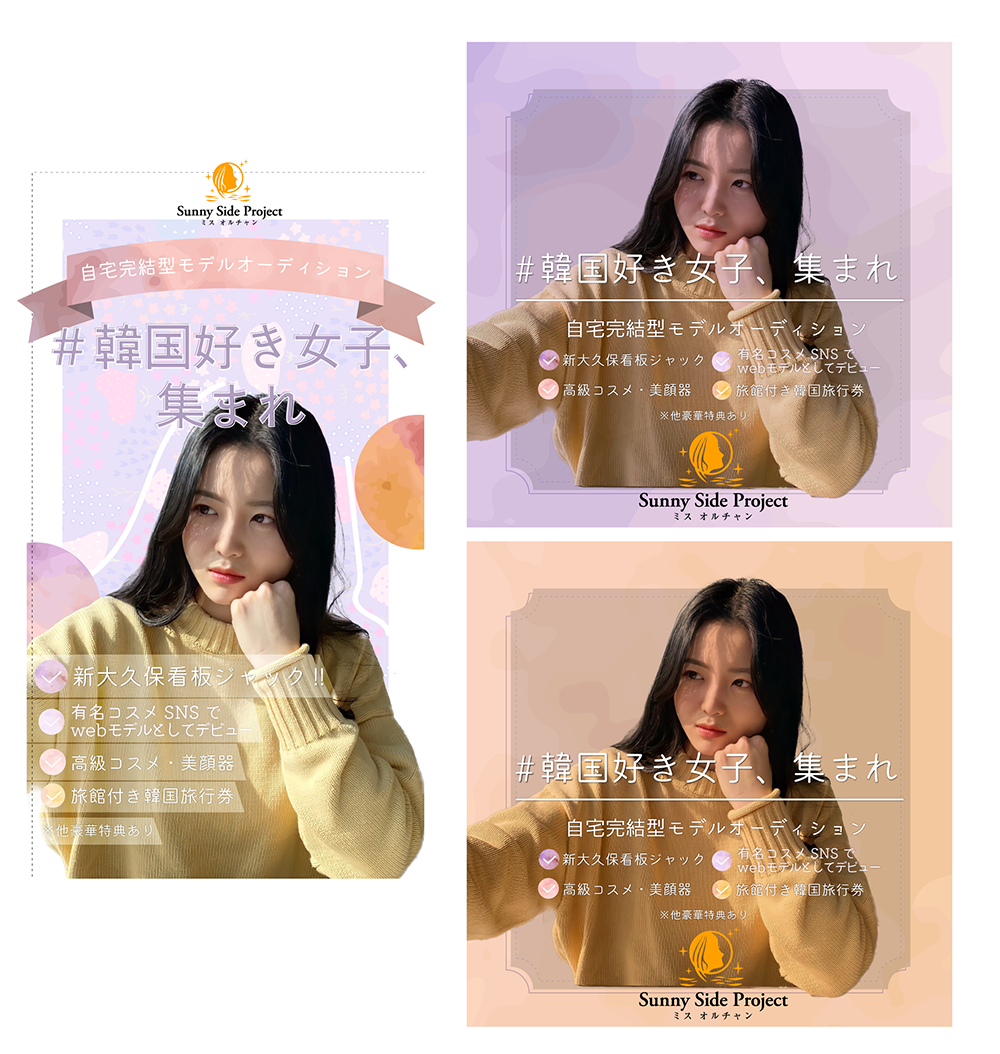 Sunny Side Project
ミス オルチャン
自宅完結型モデルオーディション
#韓国好き女子、
集まれ
新大久保看板ジャック!!
有名コスメ SNS で
webモデルとしてデビュー
高級コスメ・美顔器
旅館付き韓国旅行券
※他豪華特典あり
#韓国好き女子、集まれ
自宅完結型モデルオーディション
新大久保看板ジャック
有名コスメ SNS で
webモデルとしてデビュー
高級コスメ・美顔器
旅館付き韓国旅行券
※他豪華特典あり
Sunny Side Project
ミス オルチャン
#韓国好き女子、集まれ
自宅完結型モデルオーディション
新大久保看板ジャック
有名コスメ SNS で
webモデルとしてデビュー
高級コスメ・美顔器
旅館付き韓国旅行券
※他豪華特典あり
Sunny Side Project
ミス オルチャン